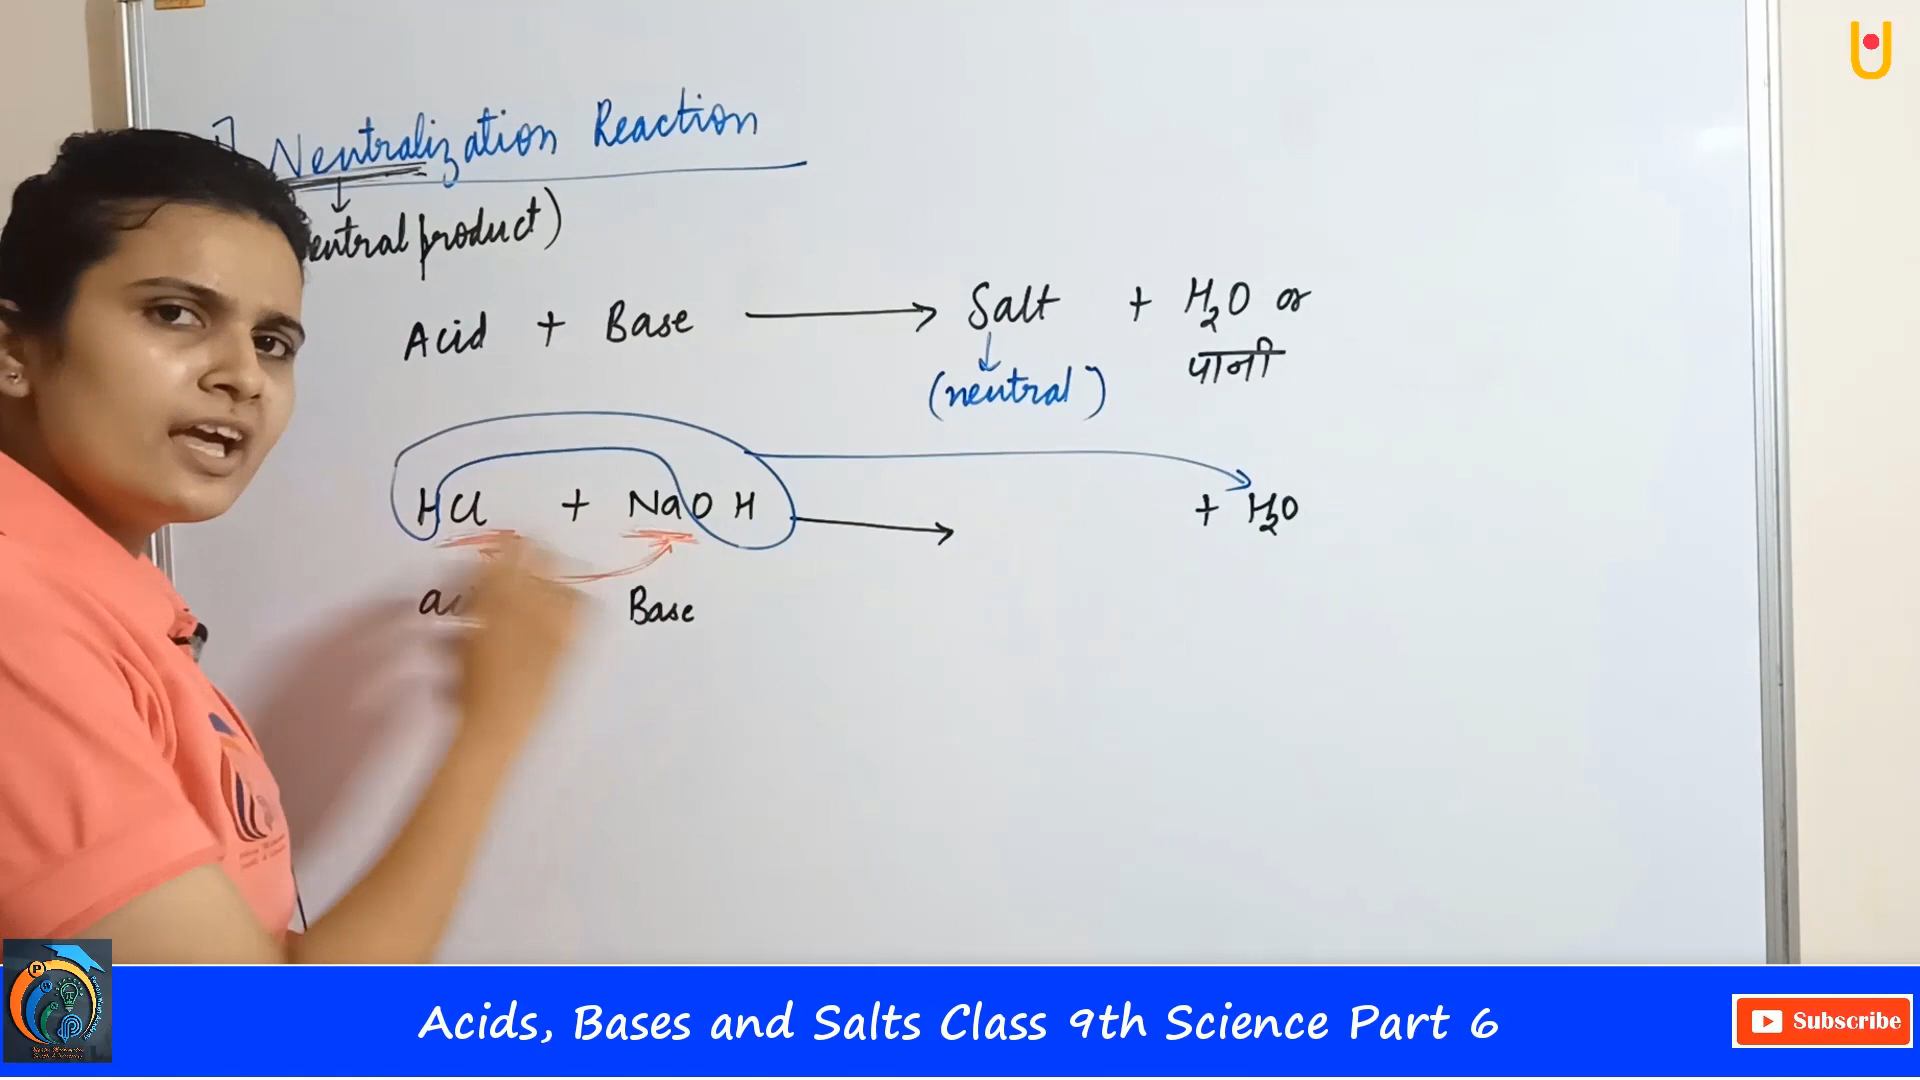 Neutralization Reaction
entral product)
Acid + Base → Salt + H₂O or
(neutral) पानी
HCl + NaOH → + H₂O
Base
Acids, Bases and Salts Class 9th Science Part 6
Subscribe